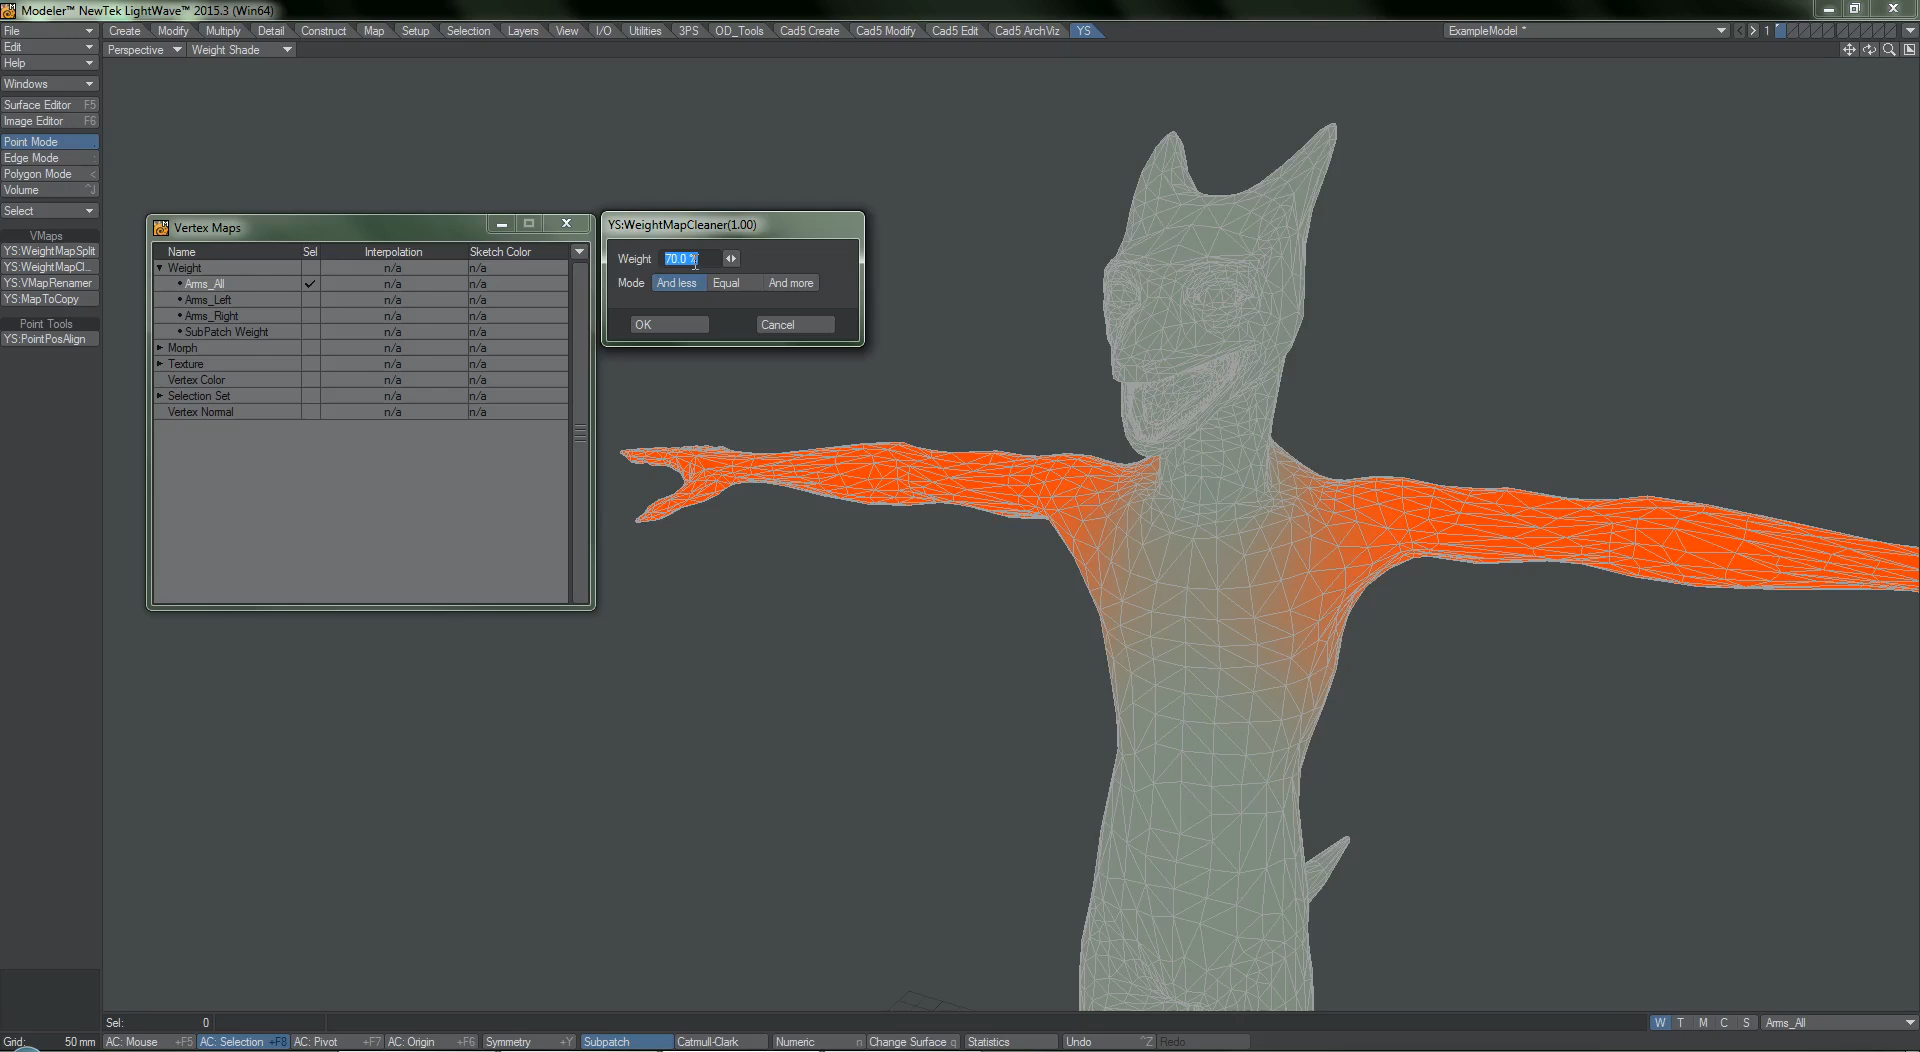 Modeler™ NewTek LightWave™ 2015.3 (Win64)
File Create Modify Multiply Detail Construct Map Setup Selection Layers View I/O Utilities 3PS OD_Tools Cad5 Create Cad5 Modify Cad5 Edit Cad5 ArchViz YS ExampleModel * < > 1
Edit Perspective Weight Shade
Help
Windows
Surface Editor F5
Image Editor F6
Point Mode
Edge Mode
Polygon Mode <
Volume ^J
Select
VMaps
YS:WeightMapSplit
YS:WeightMapCl...
YS:VMapRenamer
YS:MapToCopy
Point Tools
YS:PointPosAlign
Vertex Maps
Name Sel Interpolation Sketch Color
Weight n/a n/a
Arms_All n/a n/a
Arms_Left n/a n/a
Arms_Right n/a n/a
SubPatch Weight n/a n/a
Morph n/a n/a
Texture n/a n/a
Vertex Color n/a n/a
Selection Set n/a n/a
Vertex Normal n/a n/a
YS:WeightMapCleaner(1.00)
Weight 70.0 %
Mode And less Equal And more
OK Cancel
Sel: 0 W T M C S Arms_All
Grid: 50 mm AC: Mouse +F5 AC: Selection +F8 AC: Pivot +F7 AC: Origin +F6 Symmetry +Y Subpatch Catmull-Clark Numeric n Change Surface q Statistics Undo ^Z Redo